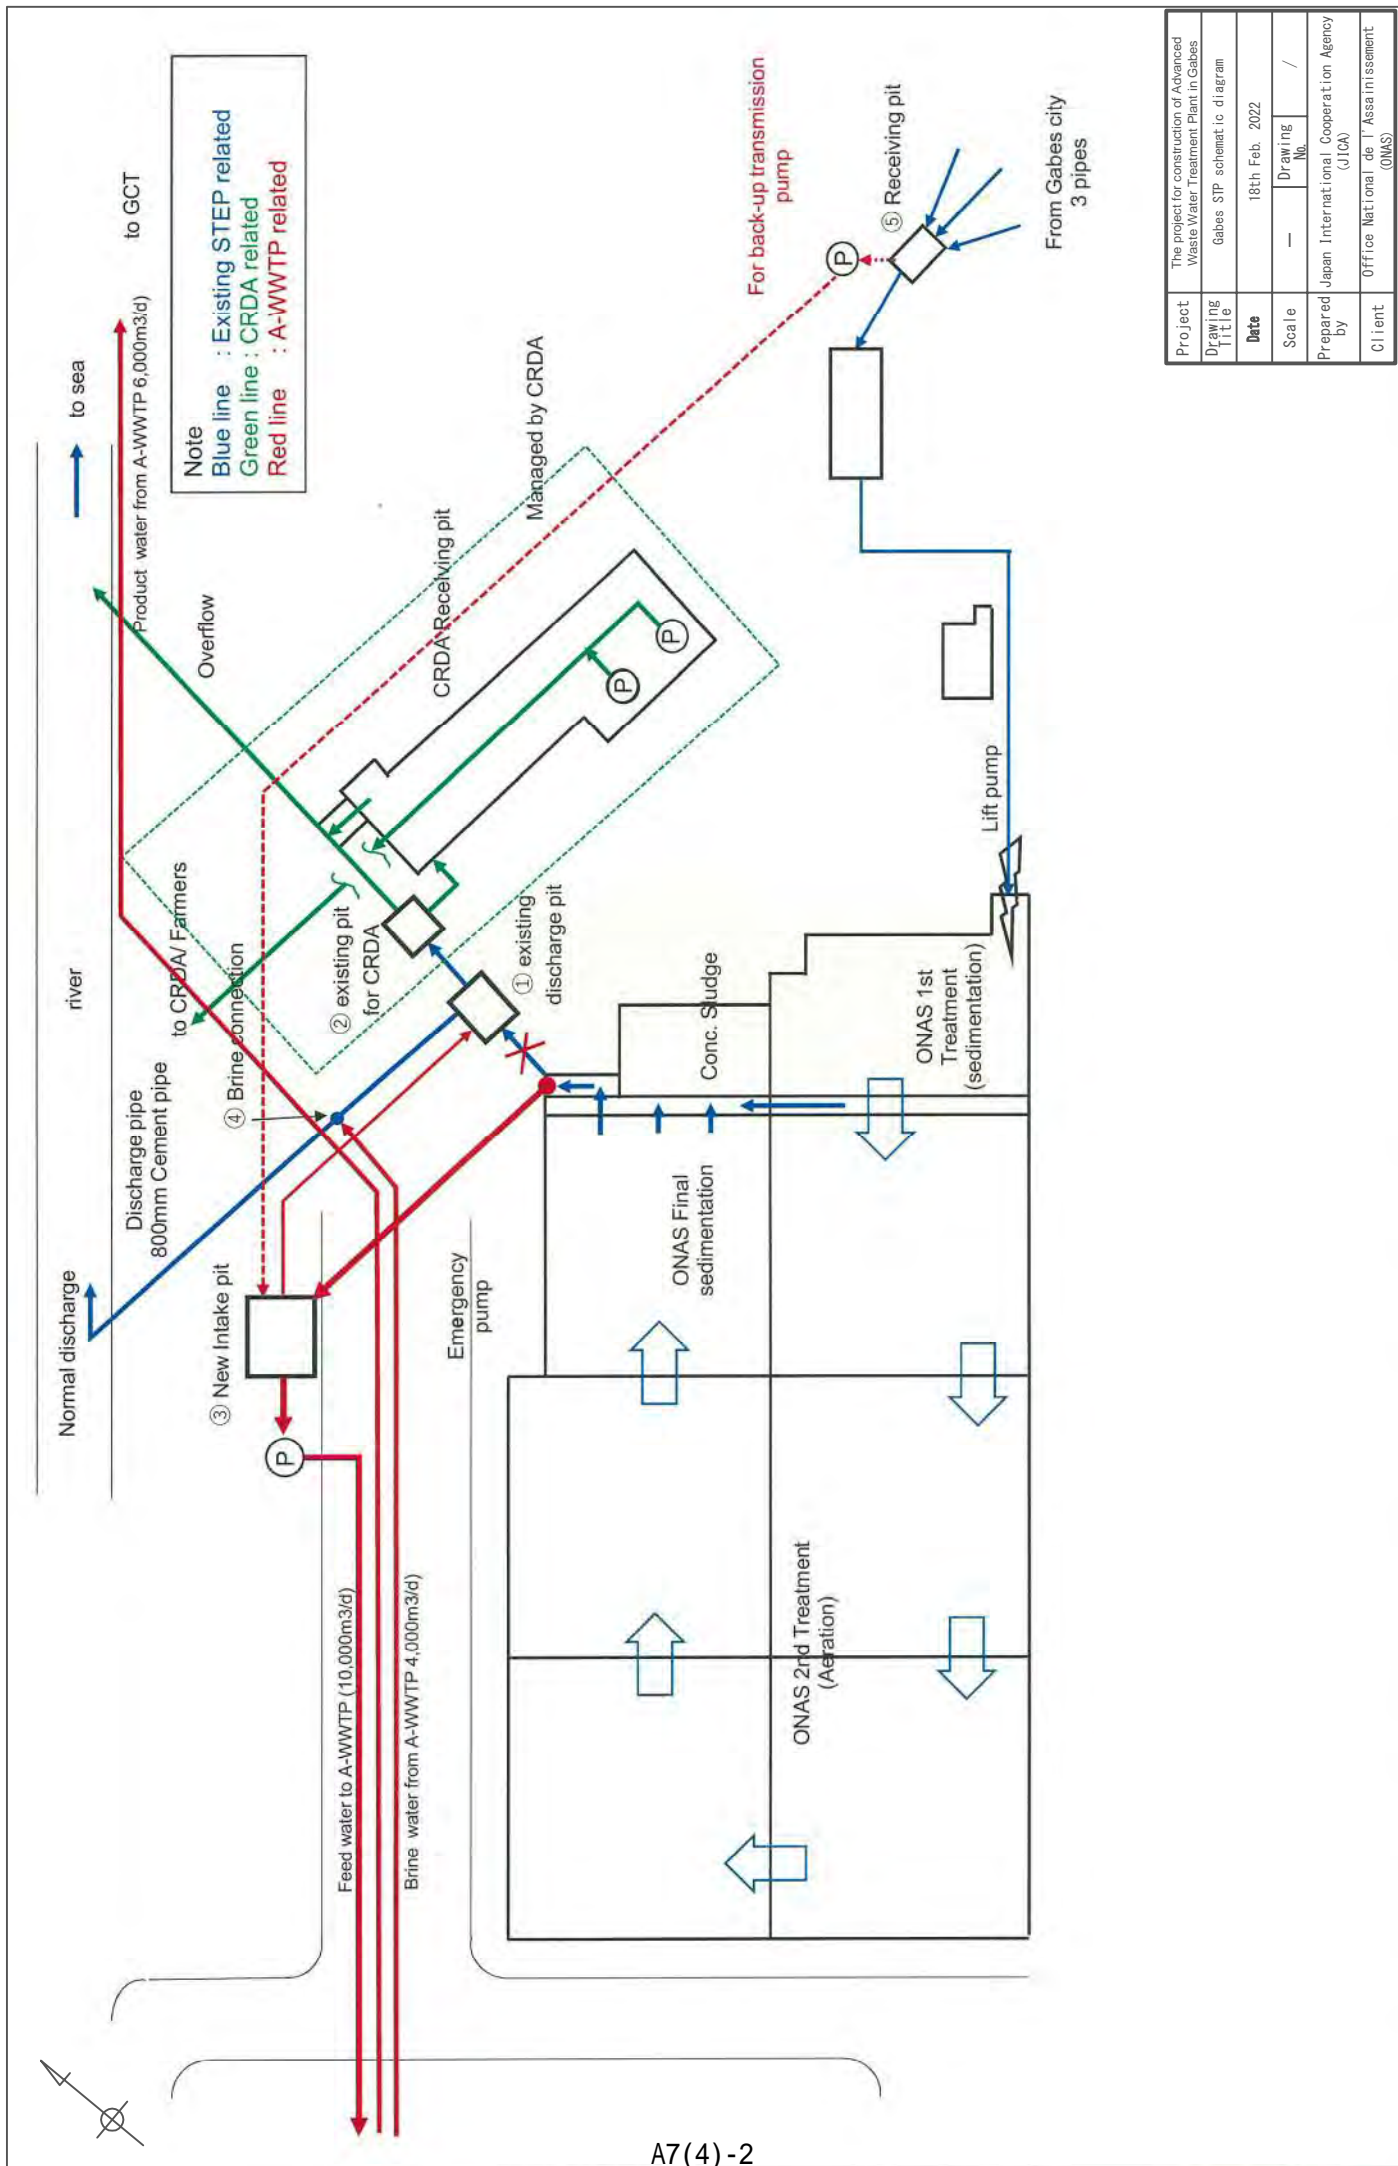 to GCT
to sea
Product water from A-WWTP 6,000m3/d)
Note
Blue line : Existing STEP related
Green line : CRDA related
Red line : A-WWTP related
river
Overflow
Normal discharge
Discharge pipe
800mm Cement pipe
to CRDA/ Farmers
④ Brine connection
② existing pit
for CRDA
① existing
discharge pit
③ New Intake pit
P
CRDA Receiving pit
Managed by CRDA
P
P
For back-up transmission
pump
P
⑤ Receiving pit
From Gabes city
3 pipes
Lift pump
Feed water to A-WWTP (10,000m3/d)
Brine water from A-WWTP 4,000m3/d)
Emergency
pump
Conc. Sludge
ONAS 1st
Treatment
(sedimentation)
ONAS Final
sedimentation
ONAS 2nd Treatment
(Aeration)
Project
The project for construction of Advanced
Waste Water Treatment Plant in Gabes
Drawing
Title
Gabes STP schematic diagram
Date
18th Feb. 2022
Scale
—
Drawing
No.
/
Prepared
by
Japan International Cooperation Agency
(JICA)
Client
Office National de l'Assainissement
(ONAS)
A7(4)-2